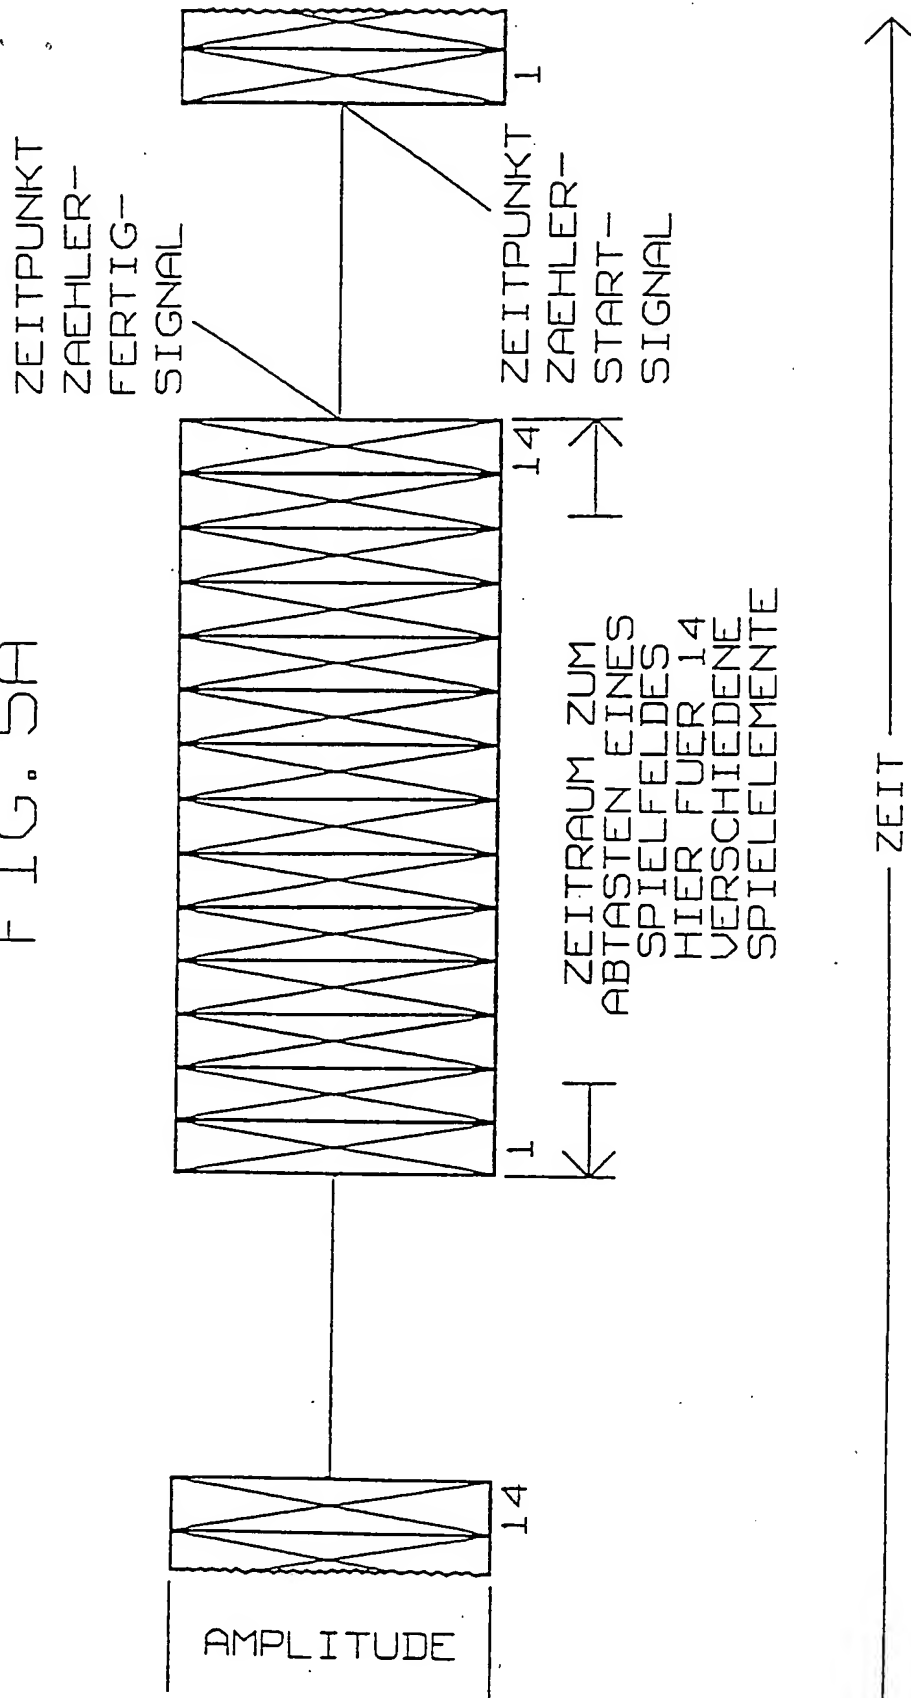 FIG. 5A
ZEITPUNKT
ZAEHLER-
FERTIG-
SIGNAL
ZEITPUNKT
ZAEHLER-
START-
SIGNAL
14
1
14
1
AMPLITUDE
ZEITRAUM ZUM
ABTASTEN EINES
SPIELFELDES
HIER FUER 14
VERSCHIEDENE
SPIELELEMENTE
ZEIT